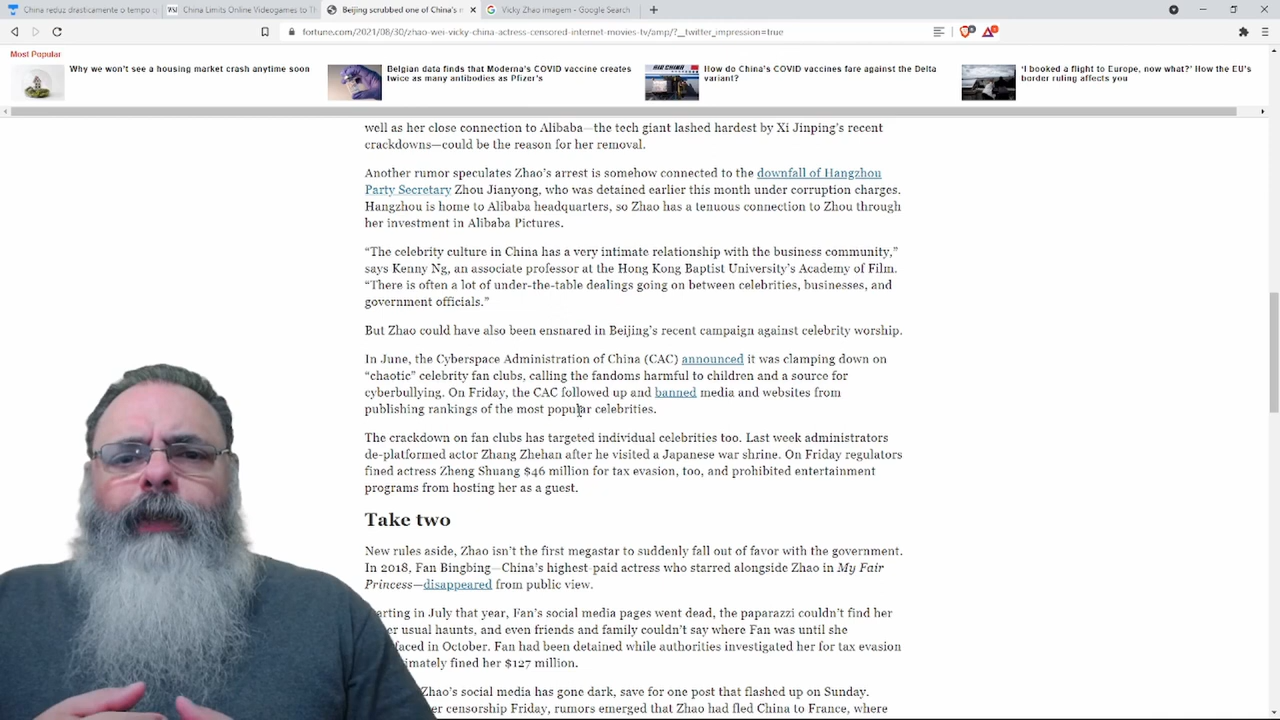 China reduz drasticamente o tempo q
China Limits Online Videogames to Th
Beijing scrubbed one of China's m
Vicky Zhao imagem - Google Search
fortune.com/2021/08/30/zhao-wei-vicky-china-actress-censored-internet-movies-tv/amp/?__twitter_impression=true
Most Popular
Why we won't see a housing market crash anytime soon
Belgian data finds that Moderna's COVID vaccine creates
twice as many antibodies as Pfizer's
How do China's COVID vaccines fare against the Delta
variant?
'I booked a flight to Europe, now what?' How the EU's
border ruling affects you
well as her close connection to Alibaba—the tech giant lashed hardest by Xi Jinping's recent
crackdowns—could be the reason for her removal.
Another rumor speculates Zhao's arrest is somehow connected to the downfall of Hangzhou
Party Secretary Zhou Jianyong, who was detained earlier this month under corruption charges.
Hangzhou is home to Alibaba headquarters, so Zhao has a tenuous connection to Zhou through
her investment in Alibaba Pictures.
“The celebrity culture in China has a very intimate relationship with the business community,”
says Kenny Ng, an associate professor at the Hong Kong Baptist University's Academy of Film.
“There is often a lot of under-the-table dealings going on between celebrities, businesses, and
government officials.”
But Zhao could have also been ensnared in Beijing's recent campaign against celebrity worship.
In June, the Cyberspace Administration of China (CAC) announced it was clamping down on
“chaotic” celebrity fan clubs, calling the fandoms harmful to children and a source for
cyberbullying. On Friday, the CAC followed up and banned media and websites from
publishing rankings of the most popular celebrities.
The crackdown on fan clubs has targeted individual celebrities too. Last week administrators
de-platformed actor Zhang Zhehan after he visited a Japanese war shrine. On Friday regulators
fined actress Zheng Shuang $46 million for tax evasion, too, and prohibited entertainment
programs from hosting her as a guest.
Take two
New rules aside, Zhao isn't the first megastar to suddenly fall out of favor with the government.
In 2018, Fan Bingbing—China's highest-paid actress who starred alongside Zhao in My Fair
Princess—disappeared from public view.
arting in July that year, Fan's social media pages went dead, the paparazzi couldn't find her
er usual haunts, and even friends and family couldn't say where Fan was until she
faced in October. Fan had been detained while authorities investigated her for tax evasion
imately fined her $127 million.
Zhao's social media has gone dark, save for one post that flashed up on Sunday.
er censorship Friday, rumors emerged that Zhao had fled China to France, where